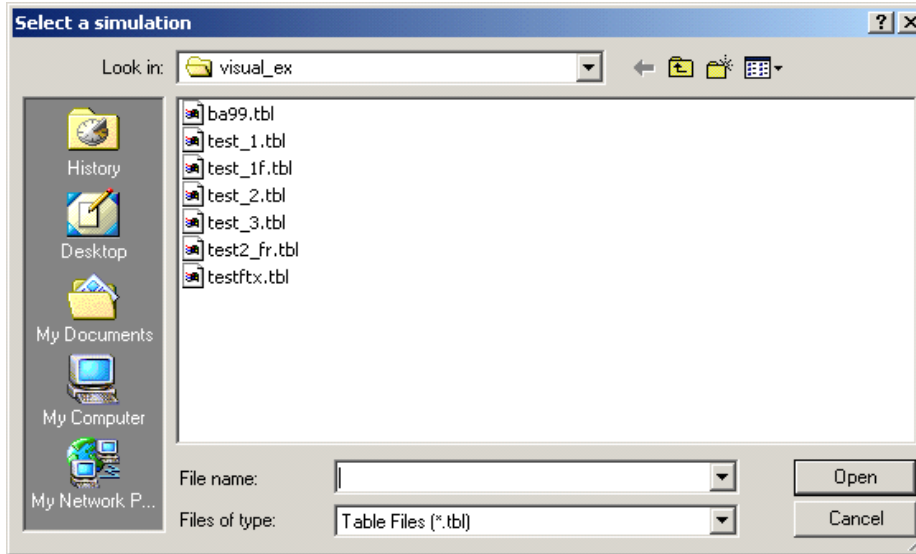 Select a simulation
Look in: visual_ex
History
Desktop
My Documents
My Computer
My Network P...
ba99.tbl
test_1.tbl
test_1f.tbl
test_2.tbl
test_3.tbl
test2_fr.tbl
testftx.tbl
File name:
Open
Files of type: Table Files (*.tbl)
Cancel